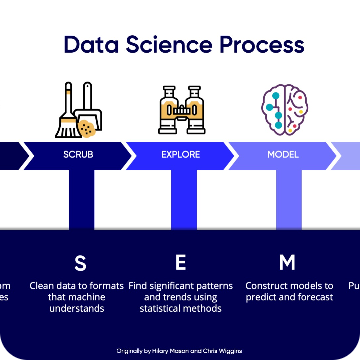 Data Science Process
SCRUB
EXPLORE
MODEL
S
E
M
Clean data to formats
that machine
understands
Find significant patterns
and trends using
statistical methods
Construct models to
predict and forecast
Originally by Hilary Mason and Chris Wiggins